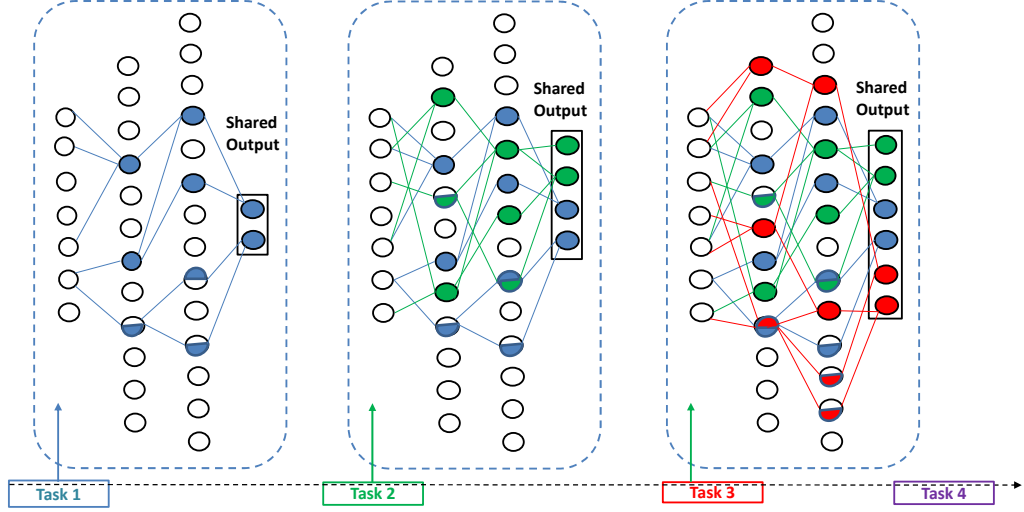 Shared
Output
Shared
Output
Shared
Output
Task 1
Task 2
Task 3
Task 4